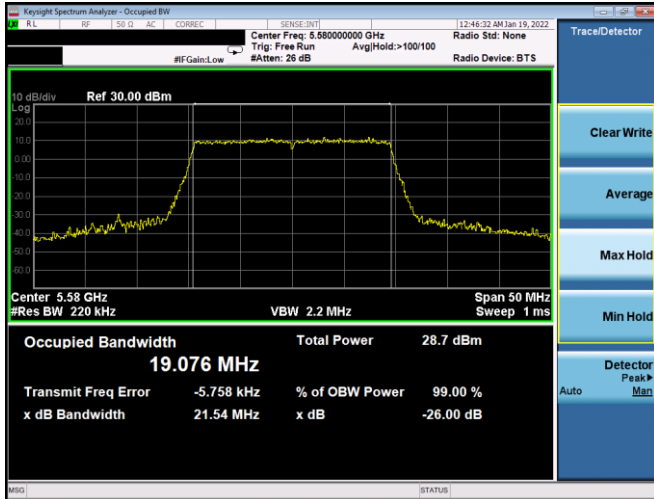 Keysight Spectrum Analyzer - Occupied BW
RL RF 50 Ω AC CORREC SENSE:INT 12:46:32 AM Jan 19, 2022
Center Freq: 5.580000000 GHz Radio Std: None
Trig: Free Run Avg|Hold:>100/100
#IFGain:Low #Atten: 26 dB Radio Device: BTS
10 dB/div Ref 30.00 dBm
Log
20.0
10.0
0.00
-10.0
-20.0
-30.0
-40.0
-50.0
-60.0
Center 5.58 GHz Span 50 MHz
#Res BW 220 kHz VBW 2.2 MHz Sweep 1 ms
Occupied Bandwidth Total Power 28.7 dBm
19.076 MHz
Transmit Freq Error -5.758 kHz % of OBW Power 99.00 %
x dB Bandwidth 21.54 MHz x dB -26.00 dB
MSG STATUS
Trace/Detector
Clear Write
Average
Max Hold
Min Hold
Detector
Peak▶
Auto Man